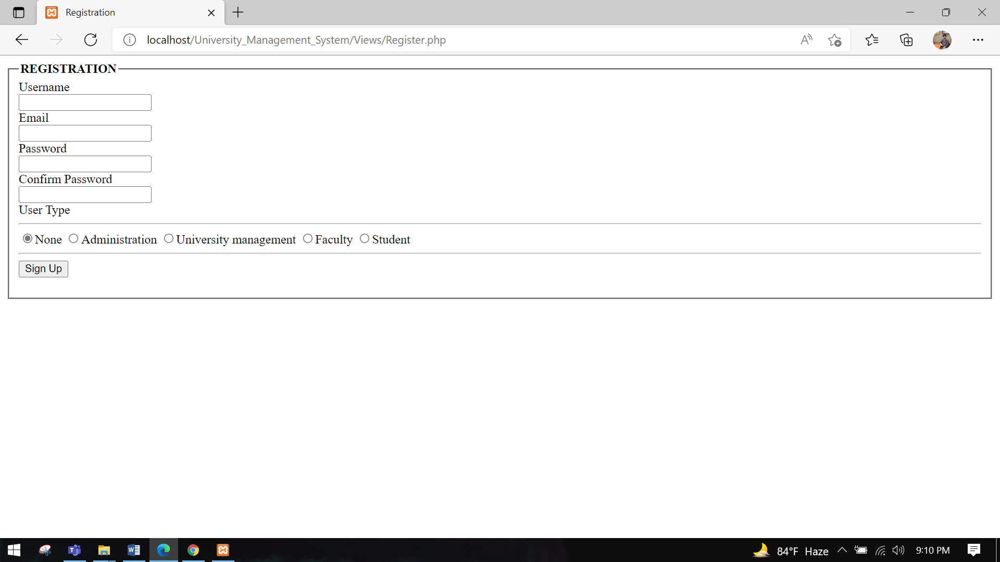 Registration
localhost/University_Management_System/Views/Register.php
REGISTRATION
Username
Email
Password
Confirm Password
User Type
None Administration University management Faculty Student
Sign Up
84°F Haze 9:10 PM